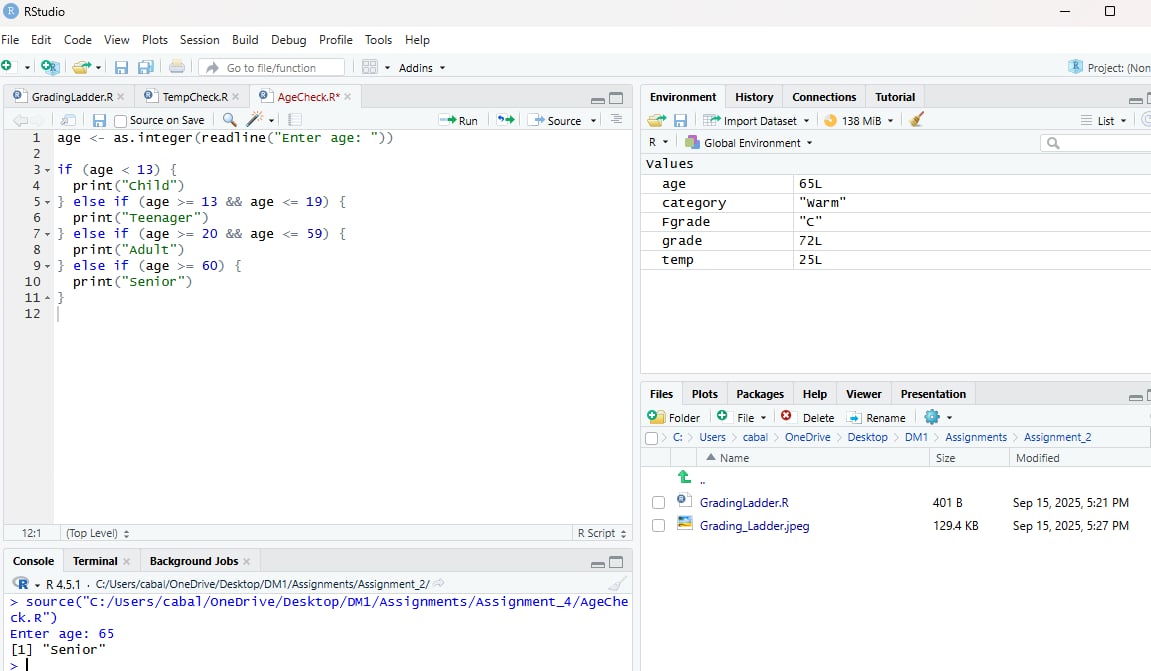 RStudio
File Edit Code View Plots Session Build Debug Profile Tools Help
Go to file/function Addins Project: (Non
GradingLadder.R TempCheck.R AgeCheck.R*
Source on Save Run Source
1 age <- as.integer(readline("Enter age: "))
2
3 if (age < 13) {
4 print("Child")
5 } else if (age >= 13 && age <= 19) {
6 print("Teenager")
7 } else if (age >= 20 && age <= 59) {
8 print("Adult")
9 } else if (age >= 60) {
10 print("Senior")
11 }
12
12:1 (Top Level) R Script
Console Terminal Background Jobs
R 4.5.1 · C:/Users/cabal/OneDrive/Desktop/DM1/Assignments/Assignment_2/
> source("C:/Users/cabal/OneDrive/Desktop/DM1/Assignments/Assignment_4/AgeChe
ck.R")
Enter age: 65
[1] "Senior"
>
Environment History Connections Tutorial
Import Dataset 138 MiB List
R Global Environment
Values
age 65L
category "Warm"
Fgrade "C"
grade 72L
temp 25L
Files Plots Packages Help Viewer Presentation
Folder File Delete Rename
C: Users cabal OneDrive Desktop DM1 Assignments Assignment_2
Name Size Modified
..
GradingLadder.R 401 B Sep 15, 2025, 5:21 PM
Grading_Ladder.jpeg 129.4 KB Sep 15, 2025, 5:27 PM